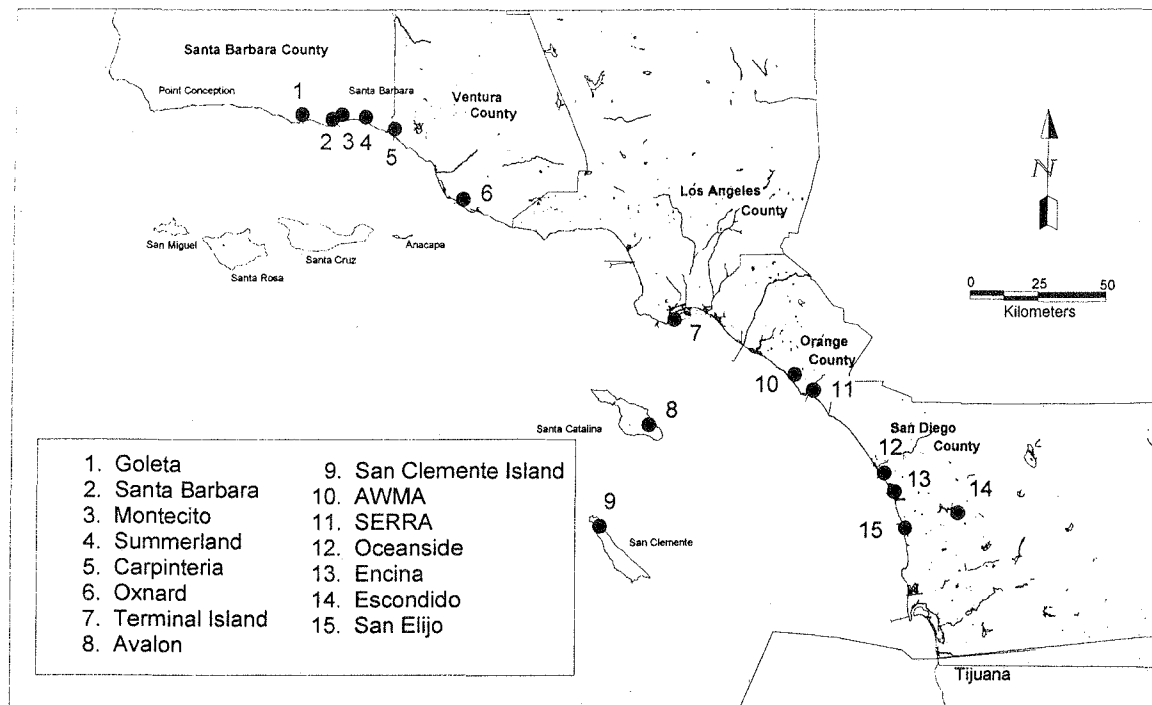 Santa Barbara County
Point Conception
Santa Barbara
1
2
3
4
5
Ventura
County
6
San Miguel
Santa Rosa
Santa Cruz
Anacapa
Los Angeles
County
N
0 25 50
Kilometers
7
Orange
County
10
11
Santa Catalina
8
San Diego
County
12
13
14
15
9
San Clemente
Tijuana
1. Goleta
2. Santa Barbara
3. Montecito
4. Summerland
5. Carpinteria
6. Oxnard
7. Terminal Island
8. Avalon
9. San Clemente Island
10. AWMA
11. SERRA
12. Oceanside
13. Encina
14. Escondido
15. San Elijo